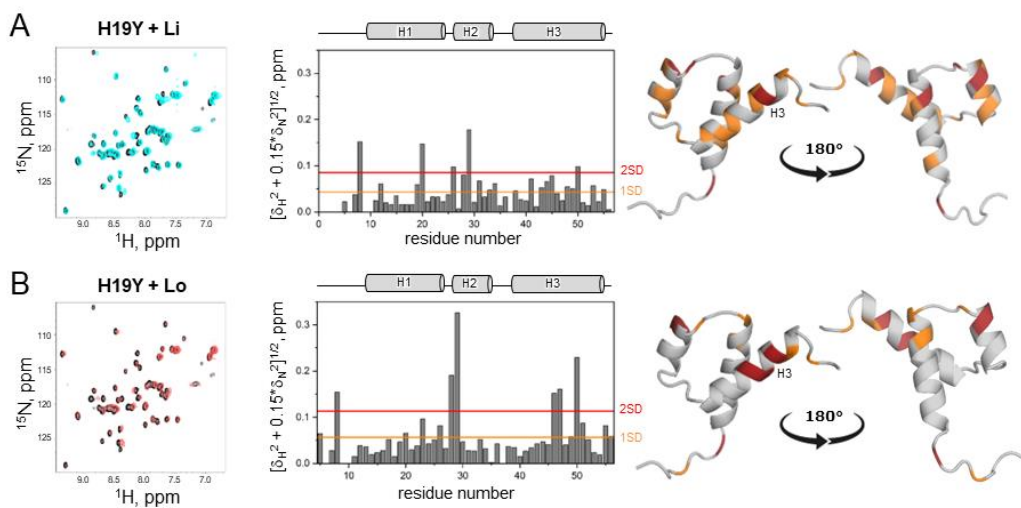 A
H19Y + Li
H1 H2 H3
110
115
120
125
¹⁵N, ppm
9.0 8.5 8.0 7.5 7.0
¹H, ppm
0.3
0.2
0.1
0.0
[δH² + 0.15*δN²]¹/², ppm
2SD
1SD
10 20 30 40 50
residue number
H3
180°
B
H19Y + Lo
H1 H2 H3
110
115
120
125
¹⁵N, ppm
9.0 8.5 8.0 7.5 7.0
¹H, ppm
0.3
0.2
0.1
0.0
[δH² + 0.15*δN²]¹/², ppm
2SD
1SD
10 20 30 40 50
residue number
H3
180°